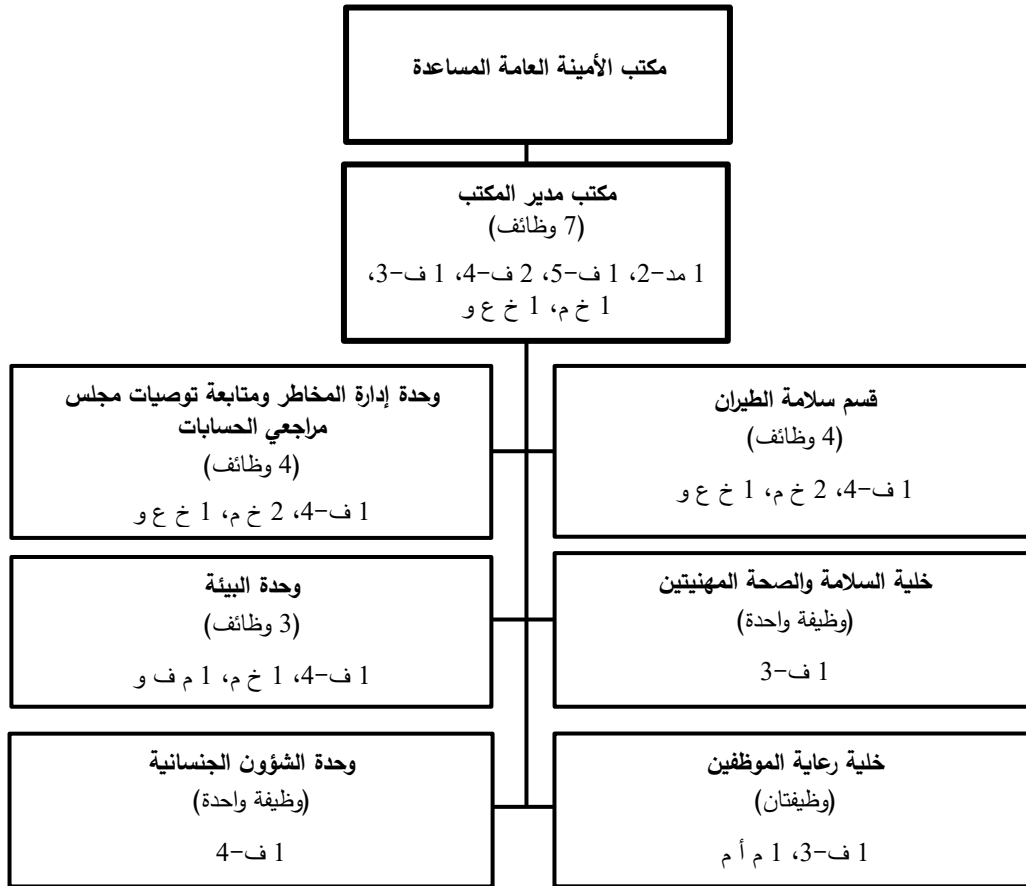 مكتب الأمينة العامة المساعدة
مكتب مدير المكتب
(7 وظائف)
1 مد-2، 1 ف-5، 2 ف-4، 1 ف-3،
1 خ م، 1 خ ع و
قسم سلامة الطيران
(4 وظائف)
1 ف-4، 2 خ م، 1 خ ع و
وحدة إدارة المخاطر ومتابعة توصيات مجلس
مراجعي الحسابات
(4 وظائف)
1 ف-4، 2 خ م، 1 خ ع و
خلية السلامة والصحة المهنيتين
(وظيفة واحدة)
1 ف-3
وحدة البيئة
(3 وظائف)
1 ف-4، 1 خ م، 1 م ف و
خلية رعاية الموظفين
(وظيفتان)
1 ف-3، 1 م أ م
وحدة الشؤون الجنسانية
(وظيفة واحدة)
1 ف-4